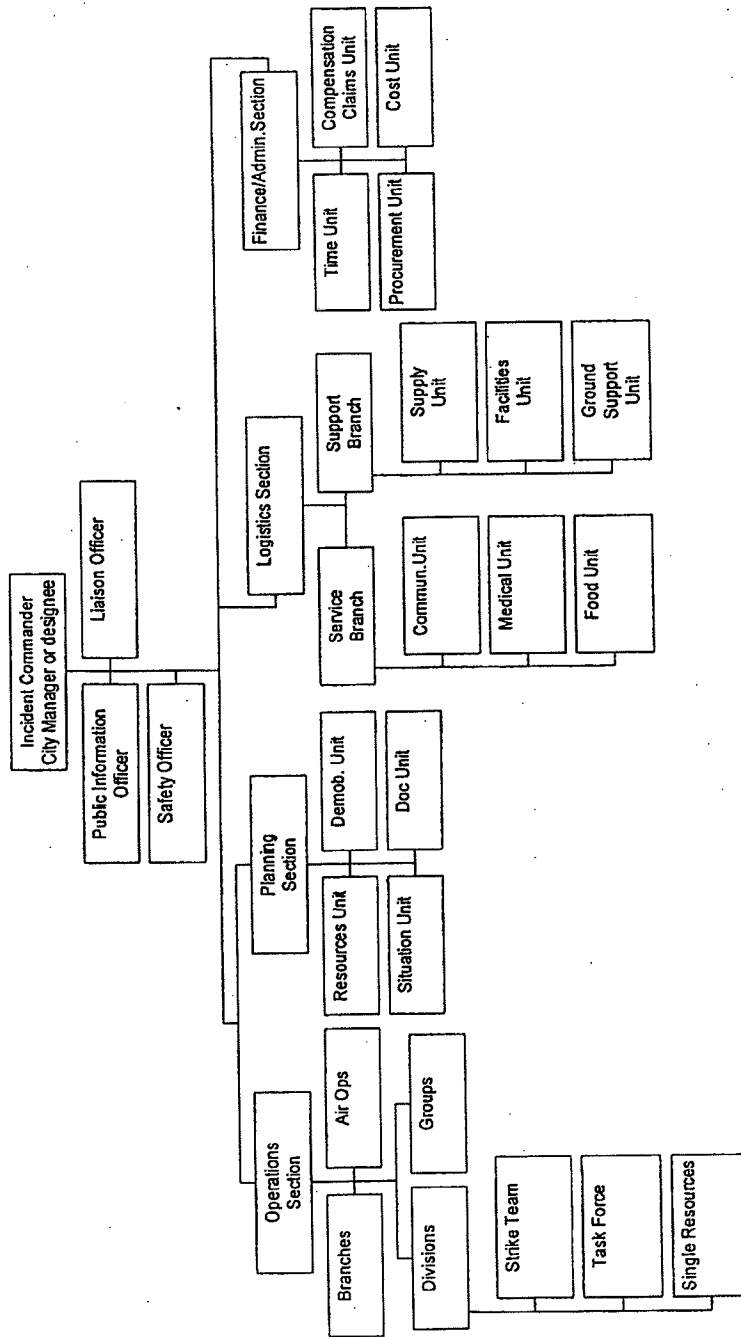 Incident Commander
City Manager or designee
Public Information
Officer
Liaison Officer
Safety Officer
Operations
Section
Branches
Air Ops
Divisions
Groups
Strike Team
Task Force
Single Resources
Planning
Section
Resources Unit
Demob. Unit
Situation Unit
Doc Unit
Logistics Section
Service
Branch
Support
Branch
Commun.Unit
Medical Unit
Food Unit
Supply
Unit
Facilities
Unit
Ground
Support
Unit
Finance/Admin.Section
Time Unit
Compensation
Claims Unit
Procurement Unit
Cost Unit